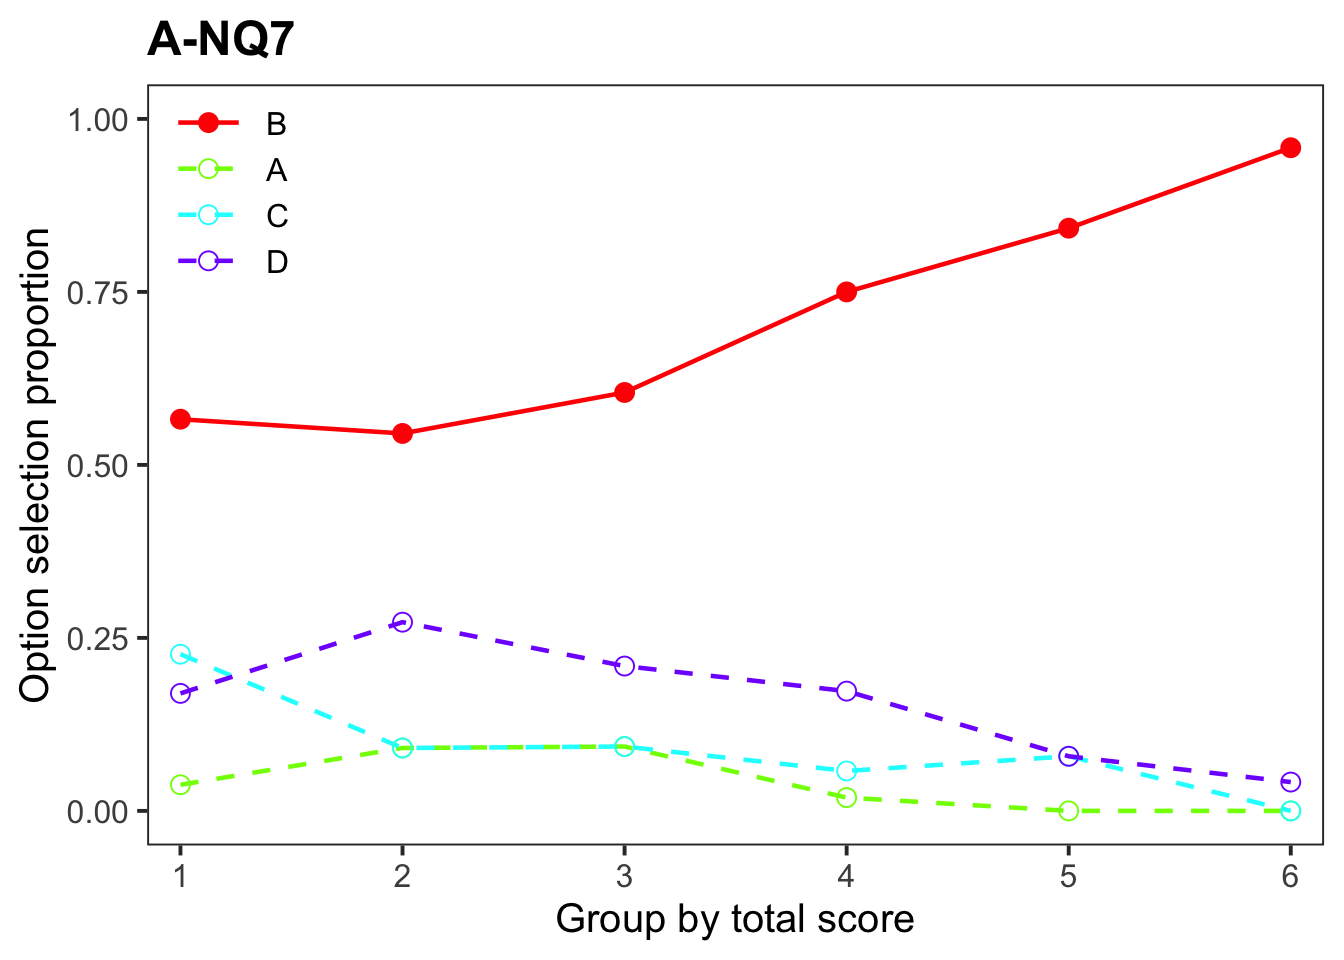 A-NQ7
1.00
0.75
0.50
0.25
0.00
Option selection proportion
B
A
C
D
1 2 3 4 5 6
Group by total score